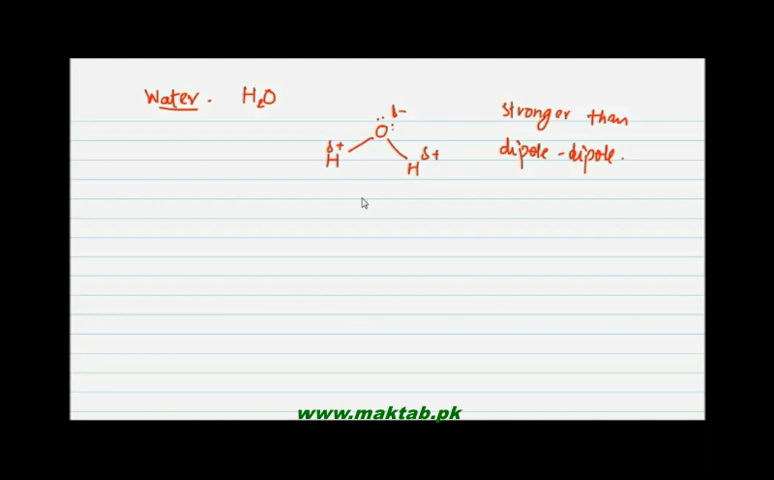 Water. H₂O
δ-
O
δ+ H
H δ+
stronger than
dipole-dipole.
www.maktab.pk